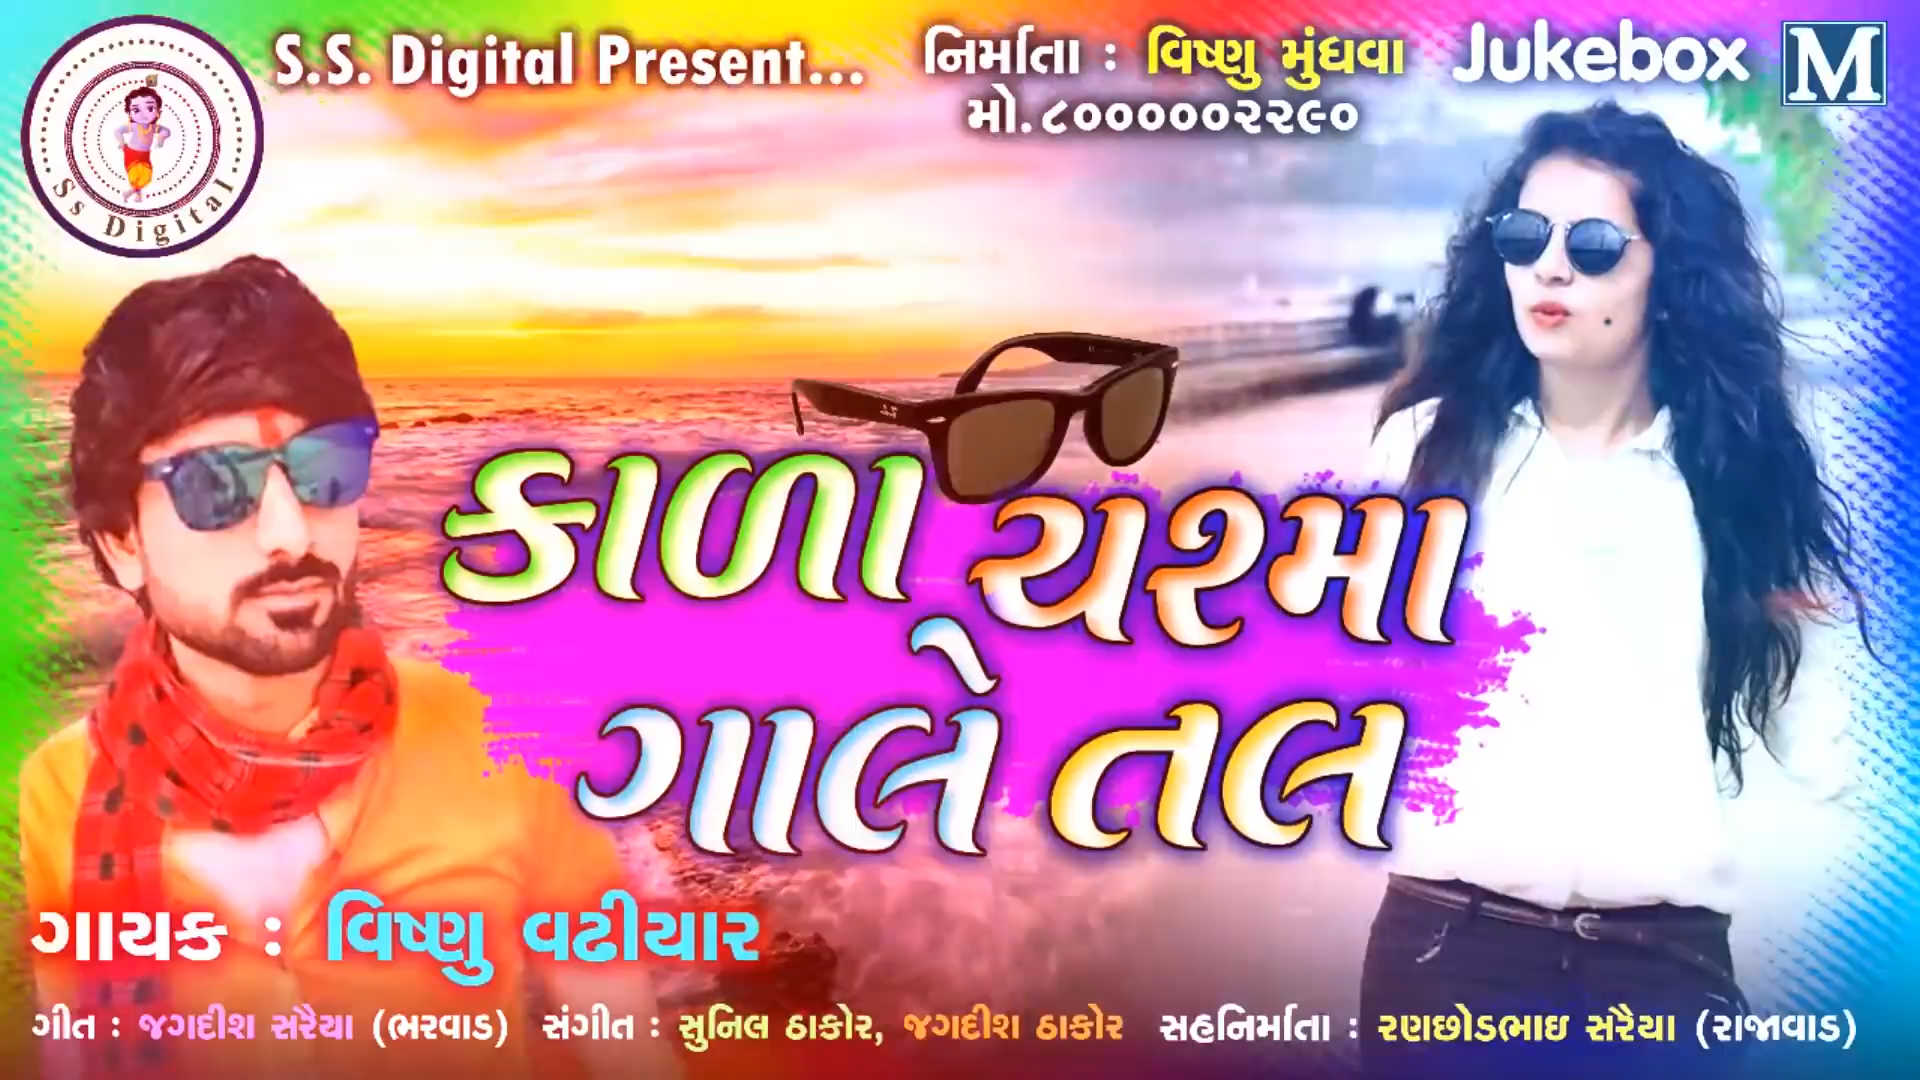 S.S. Digital Present...
નિર્માતા : વિષ્ણુ મુંધવા
મો.૮૦૦૦૦૦૨૨૯૦
Jukebox
M
Ss Digital
કાળા ચશ્મા
ગાલે તલ
ગાયક : વિષ્ણુ વઢીયાર
ગીત : જગદીશ સરૈયા (ભરવાડ) સંગીત : સુનિલ ઠાકોર, જગદીશ ઠાકોર સહનિર્માતા : રણછોડભાઇ સરૈયા (રાજાવાડ)